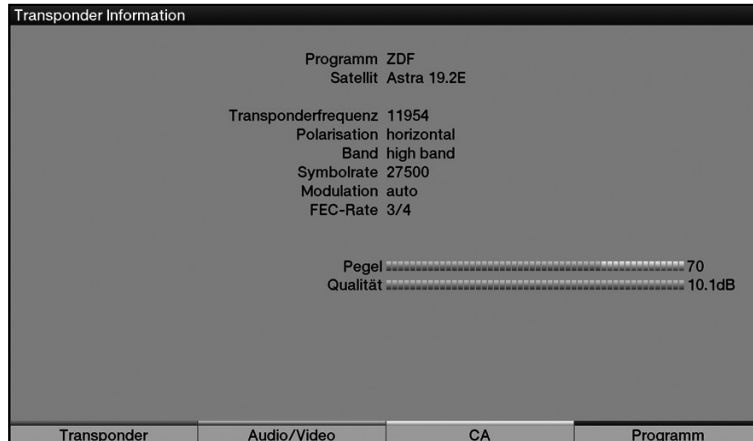 Transponder Information
Programm ZDF
Satellit Astra 19.2E
Transponderfrequenz 11954
Polarisation horizontal
Band high band
Symbolrate 27500
Modulation auto
FEC-Rate 3/4
Pegel 70
Qualität 10.1dB
Transponder Audio/Video CA Programm